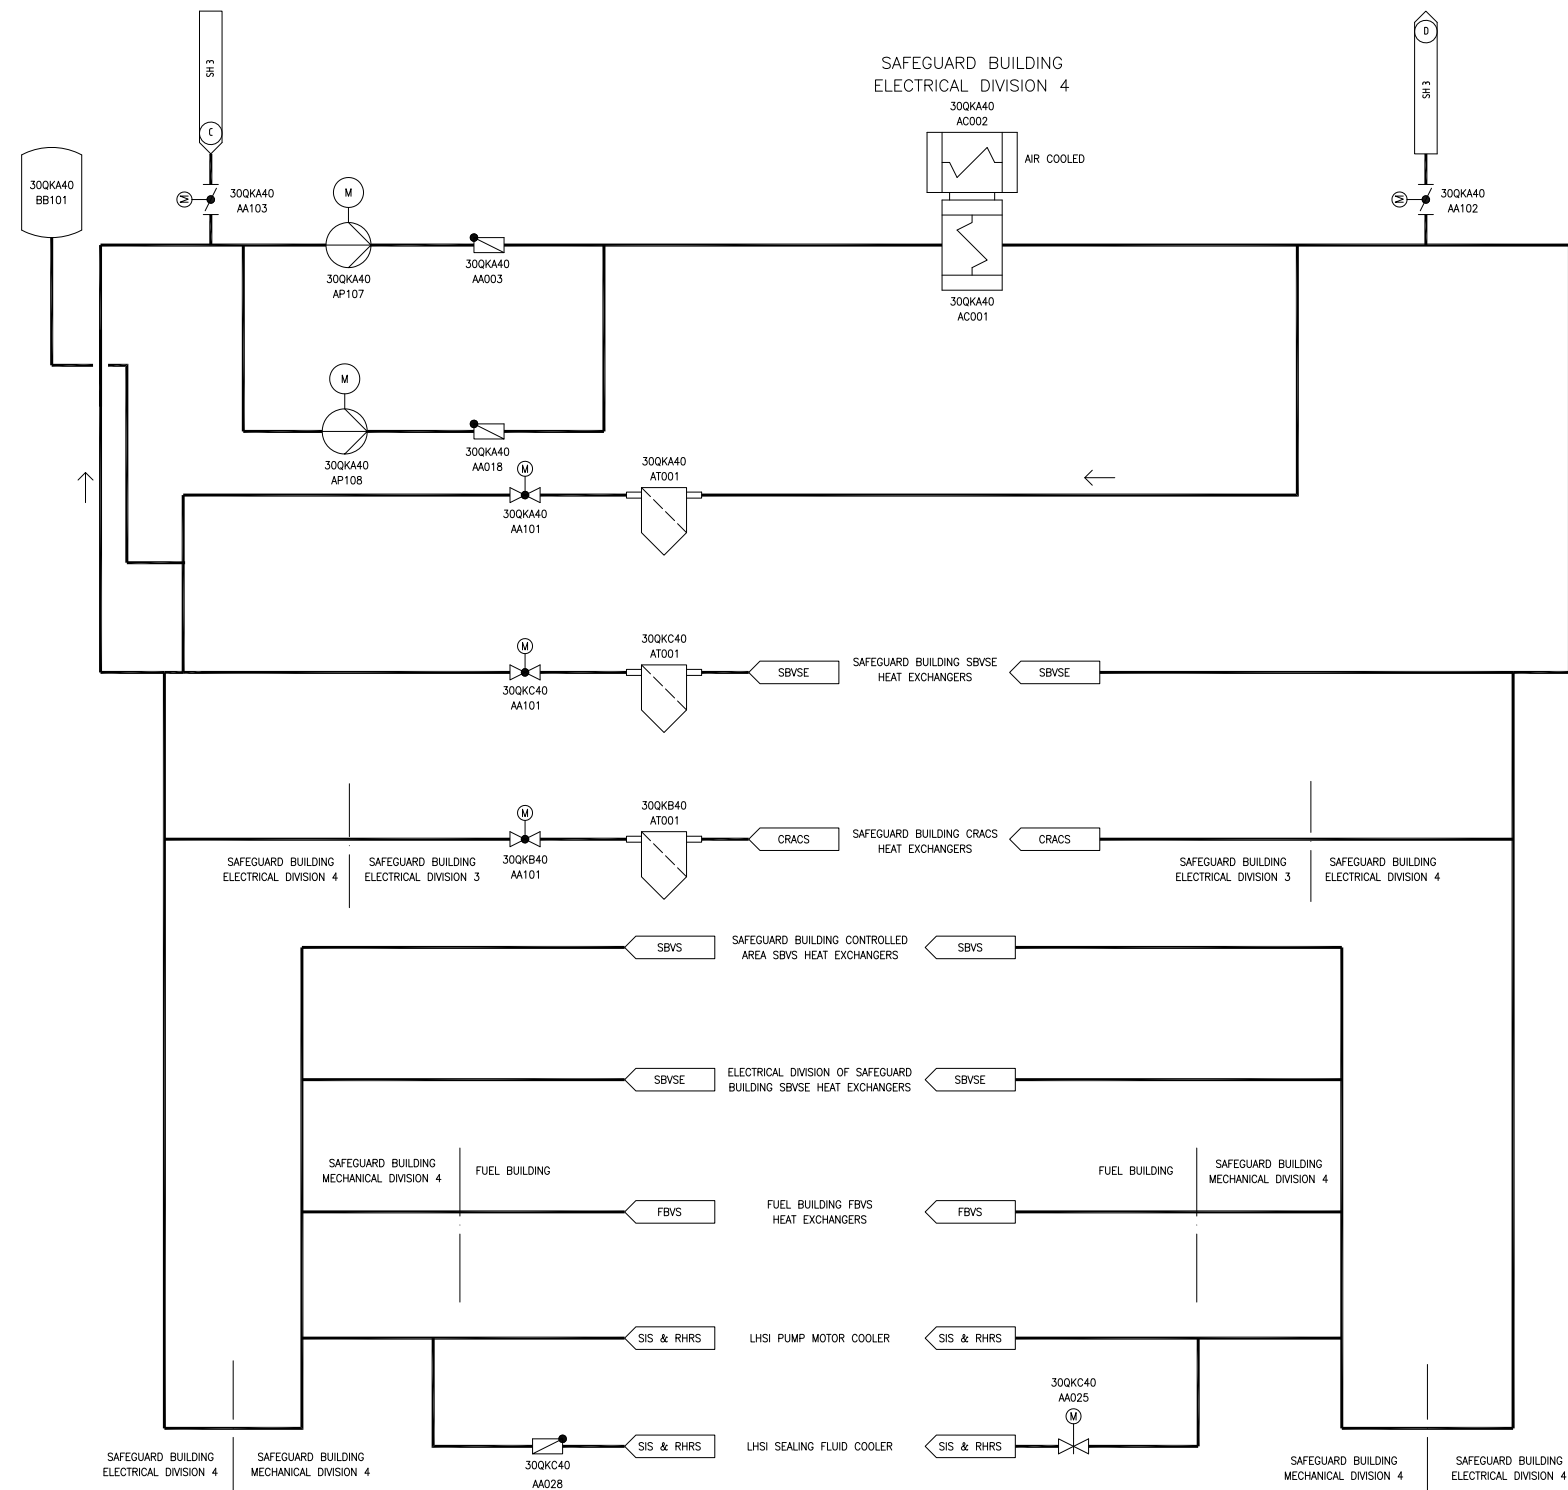 SH 3
C
D
SH 3
SAFEGUARD BUILDING
ELECTRICAL DIVISION 4
30QKA40
AC002
AIR COOLED
30QKA40
BB101
M
30QKA40
AA103
M
M
30QKA40
AA102
30QKA40
AP107
30QKA40
AA003
30QKA40
AC001
M
30QKA40
AP108
30QKA40
AA018
M
30QKA40
AA101
30QKA40
AT001
M
30QKC40
AA101
30QKC40
AT001
SBVSE
SAFEGUARD BUILDING SBVSE
HEAT EXCHANGERS
SBVSE
M
30QKB40
AA101
30QKB40
AT001
CRACS
SAFEGUARD BUILDING CRACS
HEAT EXCHANGERS
CRACS
SAFEGUARD BUILDING
ELECTRICAL DIVISION 4
SAFEGUARD BUILDING
ELECTRICAL DIVISION 3
SAFEGUARD BUILDING
ELECTRICAL DIVISION 3
SAFEGUARD BUILDING
ELECTRICAL DIVISION 4
SBVS
SAFEGUARD BUILDING CONTROLLED
AREA SBVS HEAT EXCHANGERS
SBVS
SBVSE
ELECTRICAL DIVISION OF SAFEGUARD
BUILDING SBVSE HEAT EXCHANGERS
SBVSE
SAFEGUARD BUILDING
MECHANICAL DIVISION 4
FUEL BUILDING
FUEL BUILDING
SAFEGUARD BUILDING
MECHANICAL DIVISION 4
FBVS
FUEL BUILDING FBVS
HEAT EXCHANGERS
FBVS
SIS & RHRS
LHSI PUMP MOTOR COOLER
SIS & RHRS
30QKC40
AA025
M
30QKC40
AA028
SIS & RHRS
LHSI SEALING FLUID COOLER
SIS & RHRS
SAFEGUARD BUILDING
ELECTRICAL DIVISION 4
SAFEGUARD BUILDING
MECHANICAL DIVISION 4
SAFEGUARD BUILDING
MECHANICAL DIVISION 4
SAFEGUARD BUILDING
ELECTRICAL DIVISION 4